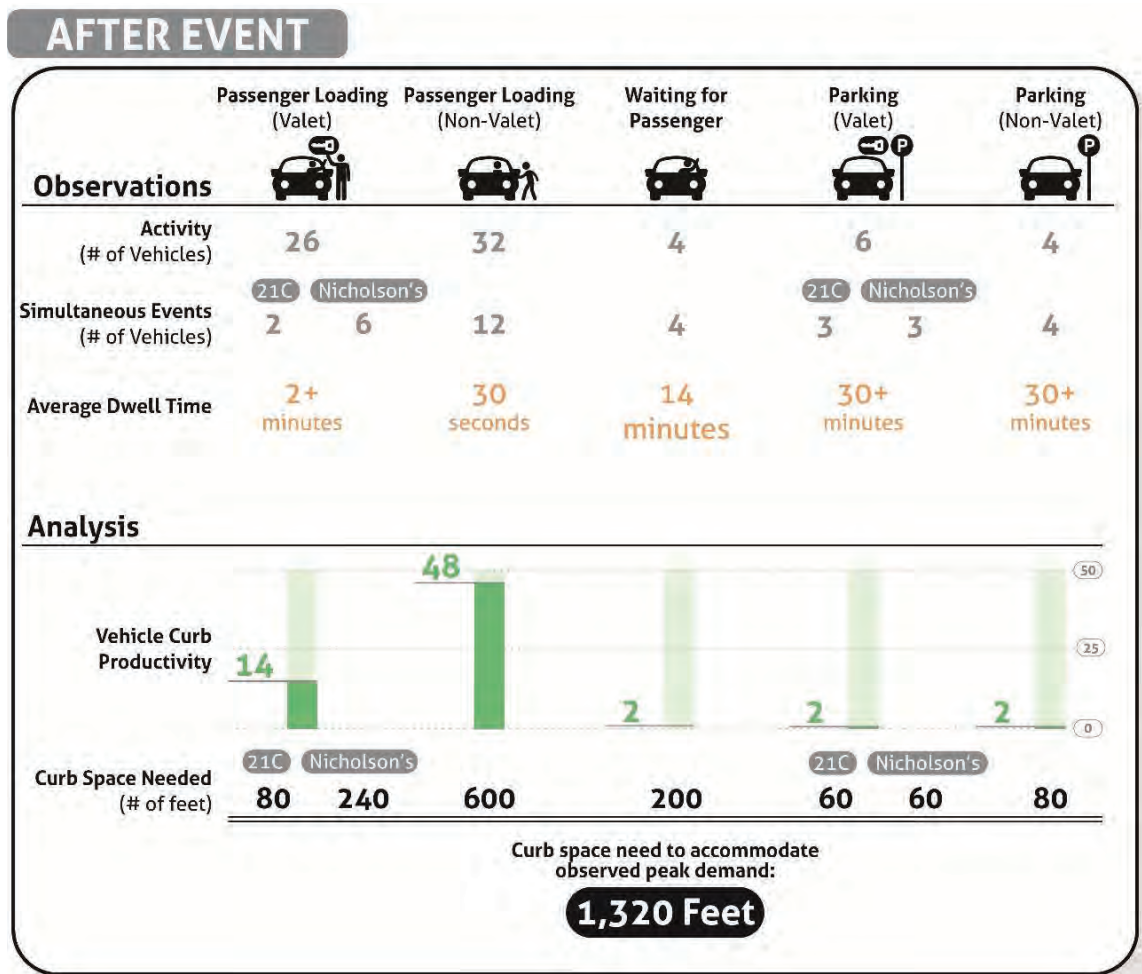 AFTER EVENT
Passenger Loading Passenger Loading Waiting for Parking Parking
(Valet) (Non-Valet) Passenger (Valet) (Non-Valet)
P P
Observations
Activity
(# of Vehicles)
26 32 4 6 4
21C Nicholson's 21C Nicholson's
Simultaneous Events
(# of Vehicles)
2 6 12 4 3 3 4
Average Dwell Time
2+ 30 14 30+ 30+
minutes seconds minutes minutes minutes
Analysis
48
50
Vehicle Curb
Productivity
25
14
2 2 2
0
21C Nicholson's 21C Nicholson's
Curb Space Needed
(# of feet)
80 240 600 200 60 60 80
Curb space need to accommodate
observed peak demand:
1,320 Feet